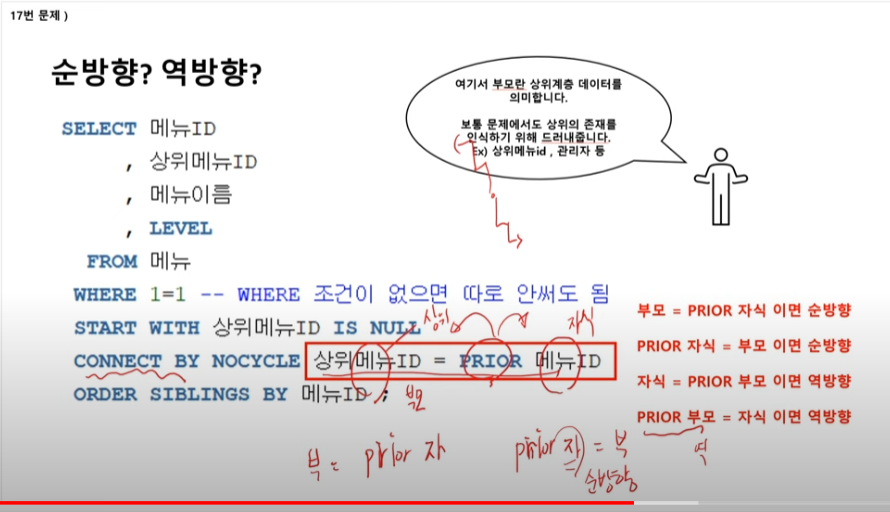 17번 문제 )
순방향? 역방향?
여기서 부모란 상위계층 데이터를
의미합니다.
보통 문제에서도 상위의 존재를
인식하기 위해 드러내줍니다.
Ex) 상위메뉴id , 관리자 등
SELECT 메뉴ID
, 상위메뉴ID
, 메뉴이름
, LEVEL
FROM 메뉴
WHERE 1=1 -- WHERE 조건이 없으면 따로 안써도 됨
START WITH 상위메뉴ID IS NULL
상위
자식
CONNECT BY NOCYCLE 상위메뉴ID = PRIOR 메뉴ID
ORDER SIBLINGS BY 메뉴ID ;
부모
부모 = PRIOR 자식 이면 순방향
PRIOR 자식 = 부모 이면 순방향
자식 = PRIOR 부모 이면 역방향
PRIOR 부모 = 자식 이면 역방향
부 = prior 자
prior 자 = 부
순방향
역